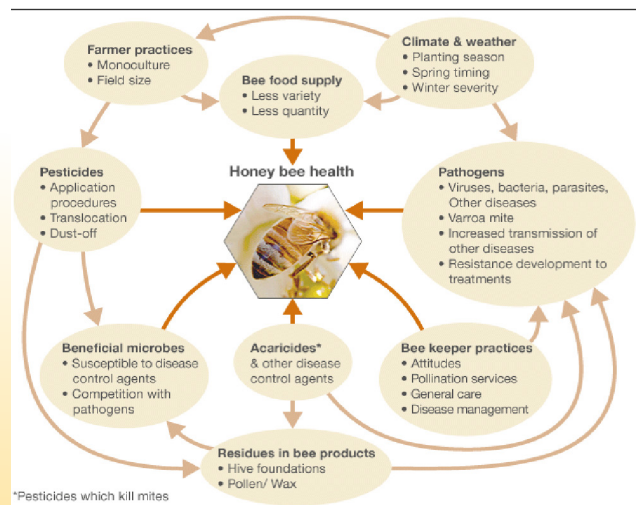 Farmer practices
• Monoculture
• Field size
Climate & weather
• Planting season
• Spring timing
• Winter severity
Bee food supply
• Less variety
• Less quantity
Honey bee health
Pesticides
• Application
procedures
• Translocation
• Dust-off
Pathogens
• Viruses, bacteria, parasites,
Other diseases
• Varroa mite
• Increased transmission of
other diseases
• Resistance development to
treatments
Beneficial microbes
• Susceptible to disease
control agents
• Competition with
pathogens
Acaricides*
& other disease
control agents
Bee keeper practices
• Attitudes
• Pollination services
• General care
• Disease management
Residues in bee products
• Hive foundations
• Pollen/ Wax
*Pesticides which kill mites